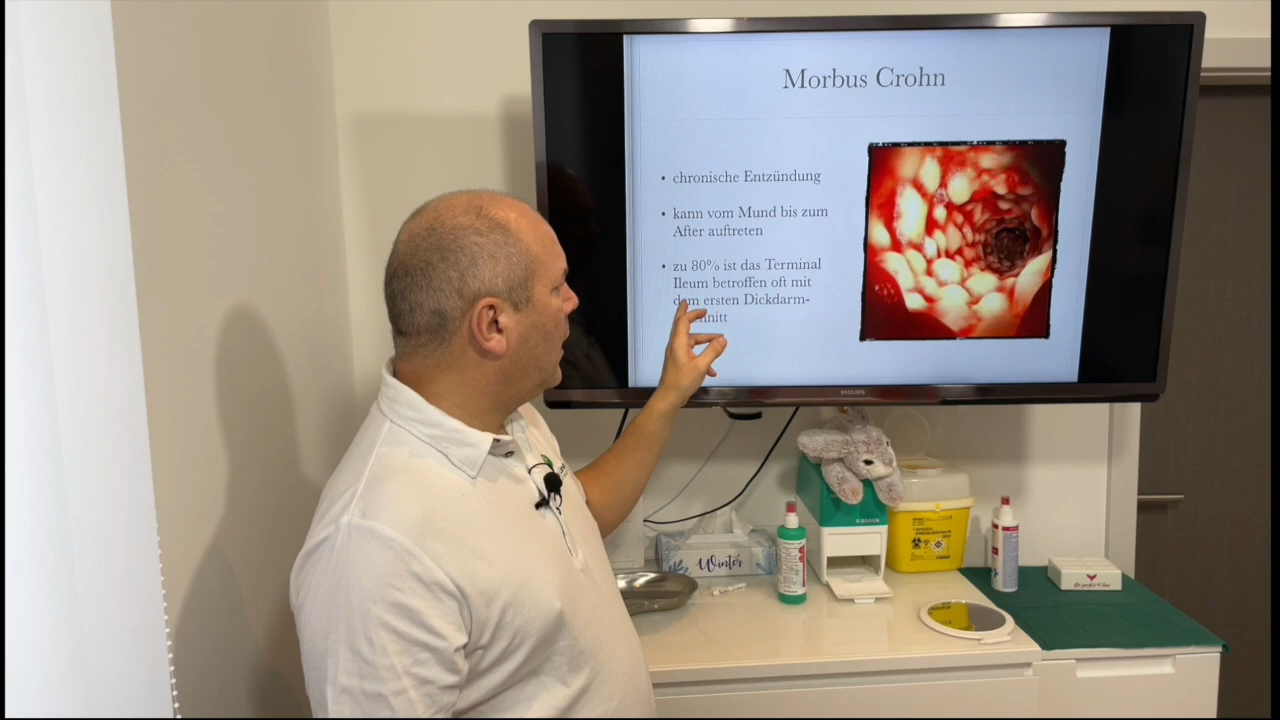 Morbus Crohn
• chronische Entzündung
• kann vom Mund bis zum
After auftreten
• zu 80% ist das Terminal
Ileum betroffen oft mit
dem ersten Dickdarm-
PHILIPS
B. BRAUN
Winter